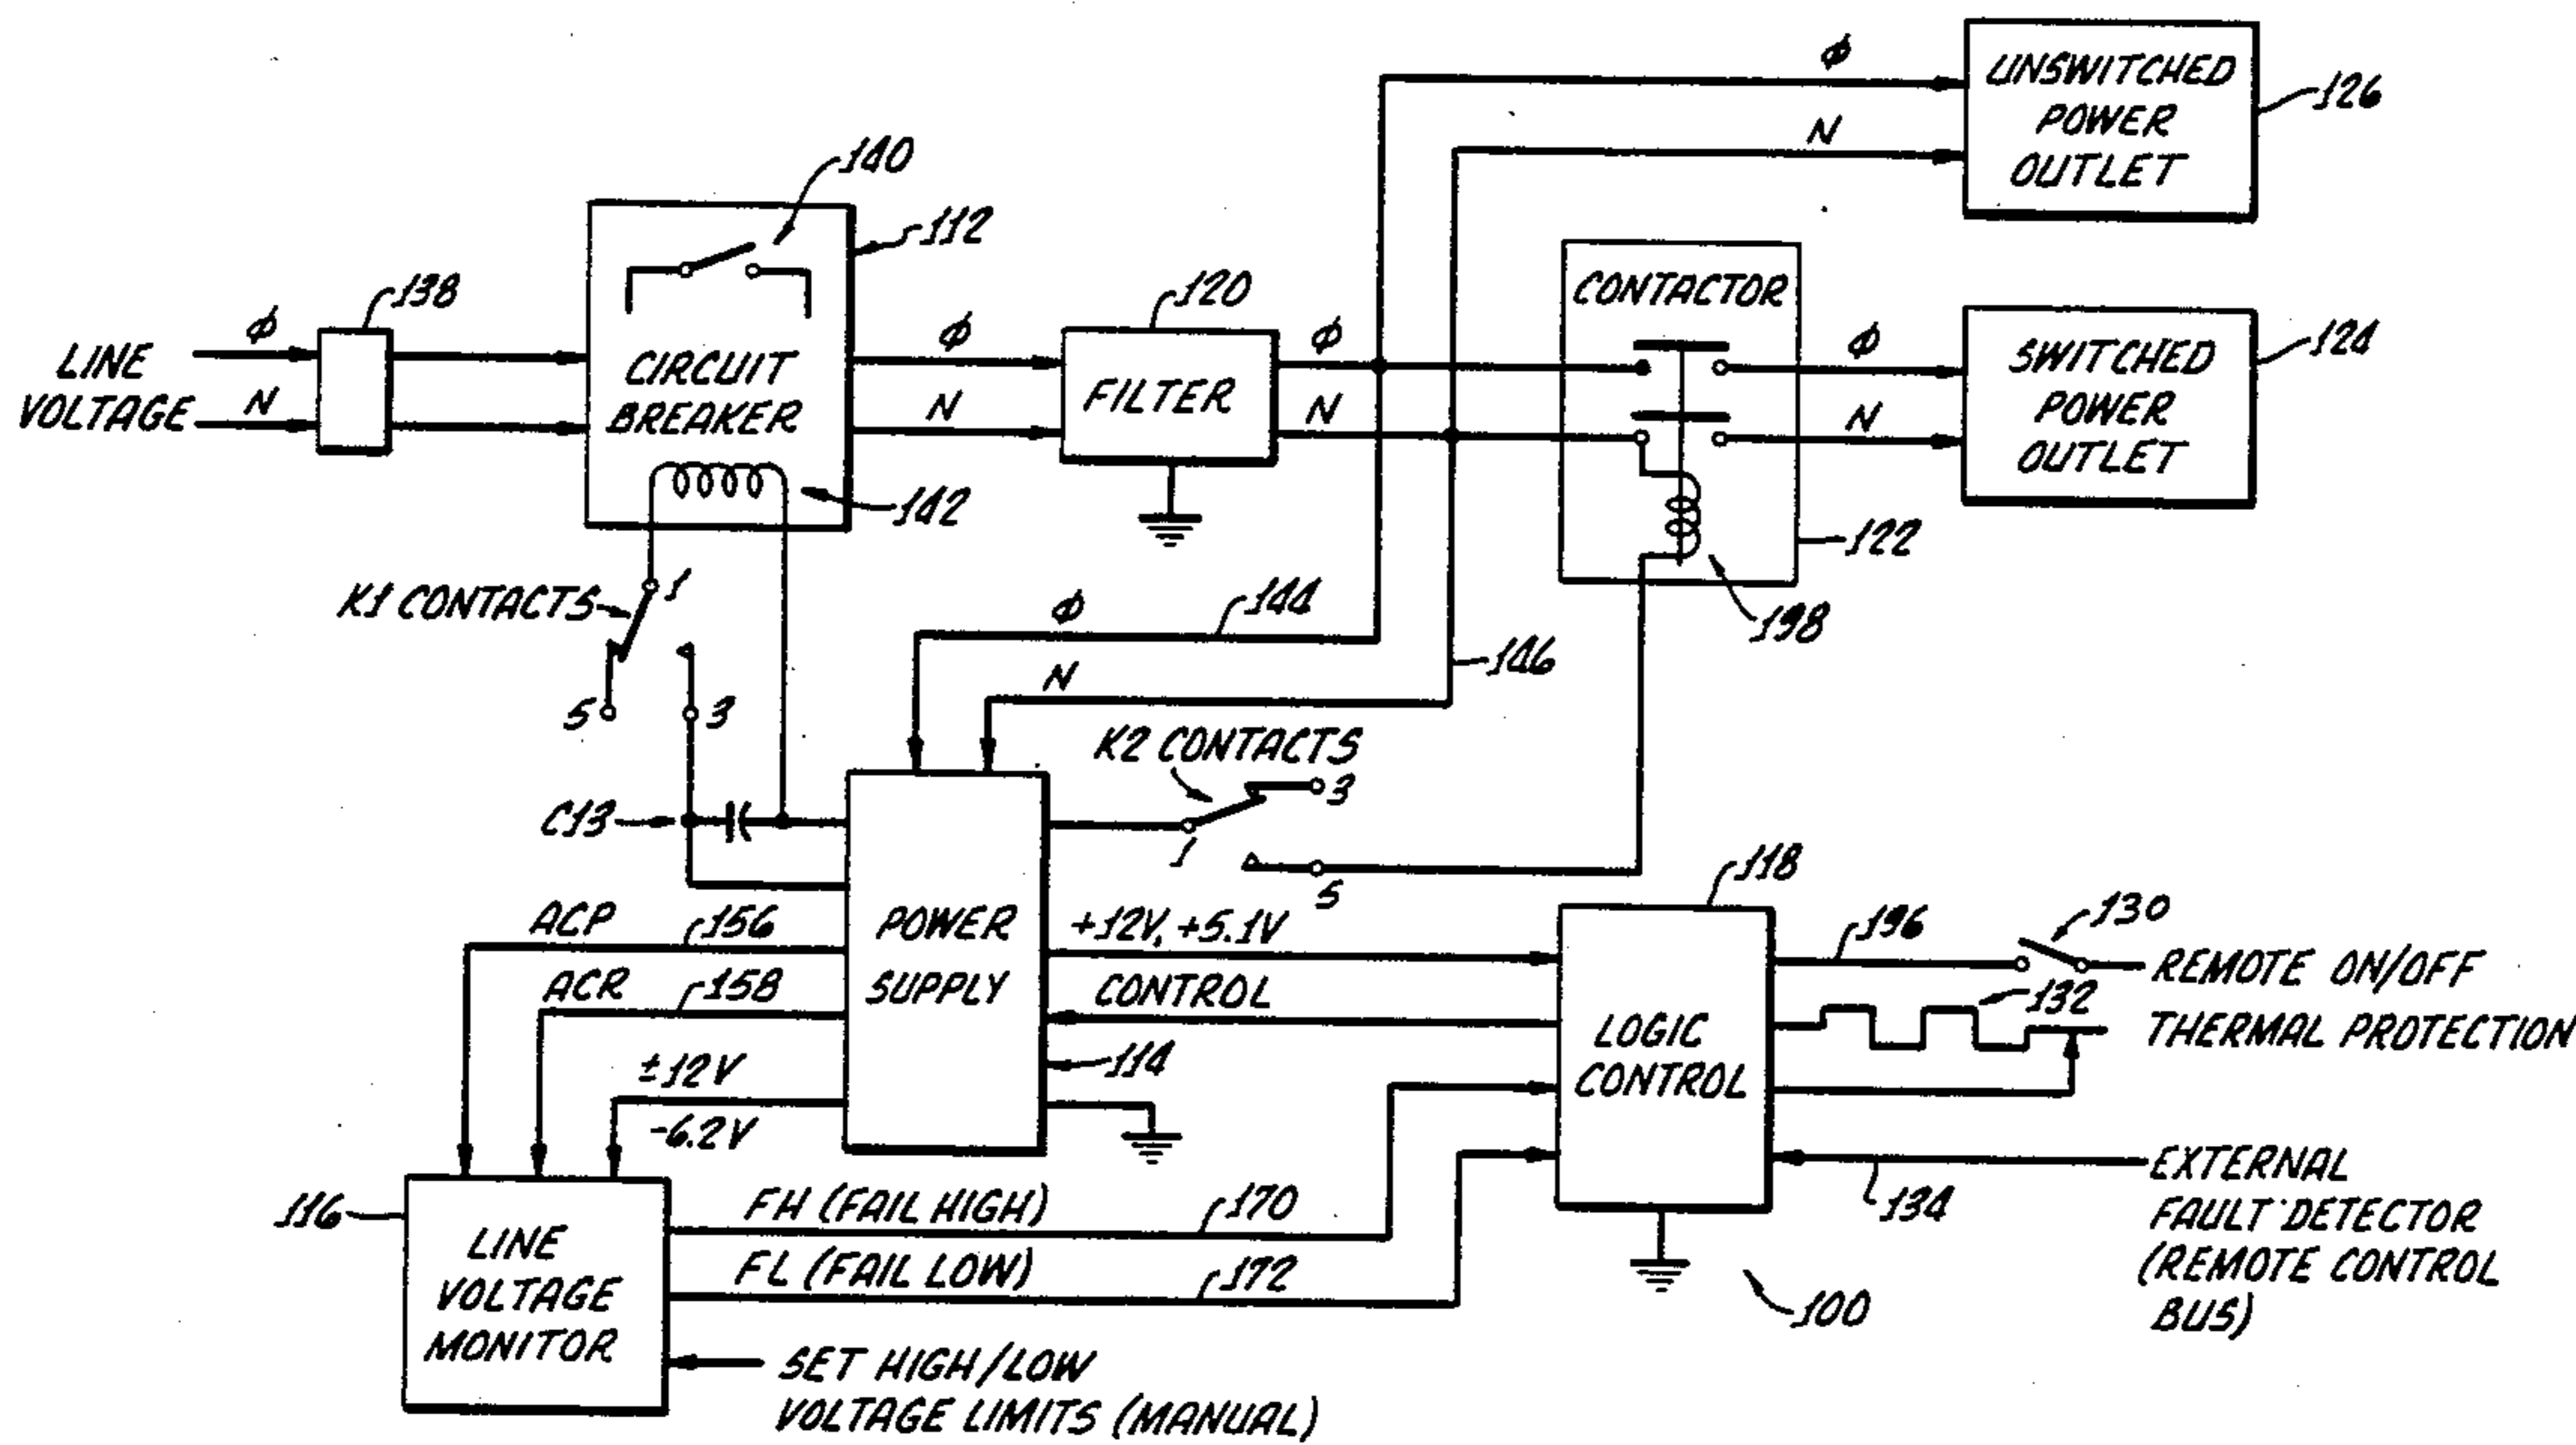 Φ
UNSWITCHED
POWER
OUTLET
126
N
140
112
138
LINE
VOLTAGE
Φ
N
CIRCUIT
BREAKER
142
Φ
N
120
FILTER
Φ
N
CONTACTOR
122
198
Φ
N
SWITCHED
POWER
OUTLET
124
K1 CONTACTS
1
5
3
Φ
144
N
146
K2 CONTACTS
3
1
5
C13
ACP
156
ACR
158
±12V
-6.2V
POWER
SUPPLY
114
+12V, +5.1V
CONTROL
118
LOGIC
CONTROL
196
130
REMOTE ON/OFF
132
THERMAL PROTECTION
134
EXTERNAL
FAULT DETECTOR
(REMOTE CONTROL
BUS)
116
LINE
VOLTAGE
MONITOR
FH (FAIL HIGH)
170
FL (FAIL LOW)
172
SET HIGH/LOW
VOLTAGE LIMITS (MANUAL)
100